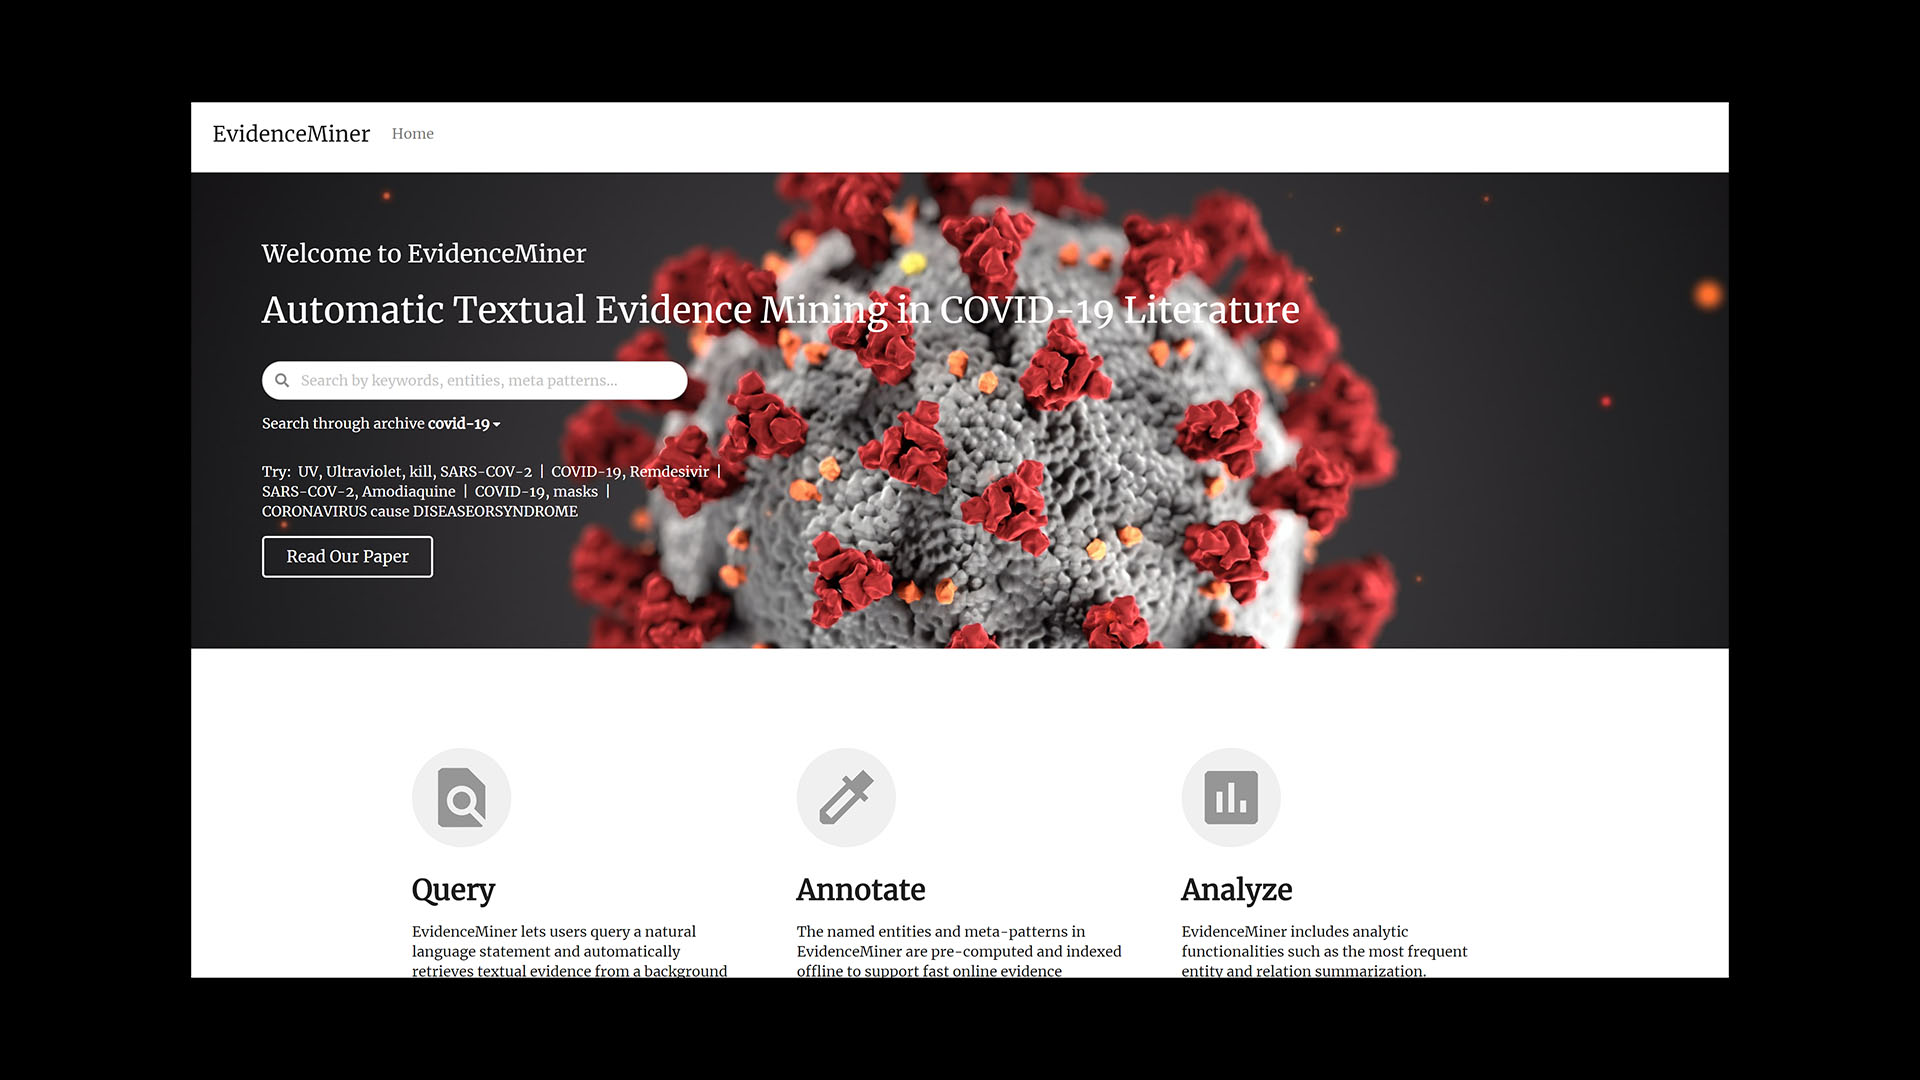 EvidenceMiner Home
Welcome to EvidenceMiner
Automatic Textual Evidence Mining in COVID-19 Literature
Search by keywords, entities, meta patterns...
Search through archive covid-19
Try: UV, Ultraviolet, kill, SARS-COV-2 | COVID-19, Remdesivir |
SARS-COV-2, Amodiaquine | COVID-19, masks |
CORONAVIRUS cause DISEASEORSYNDROME
Read Our Paper
Query
EvidenceMiner lets users query a natural
language statement and automatically
retrieves textual evidence from a background
Annotate
The named entities and meta-patterns in
EvidenceMiner are pre-computed and indexed
offline to support fast online evidence
Analyze
EvidenceMiner includes analytic
functionalities such as the most frequent
entity and relation summarization.